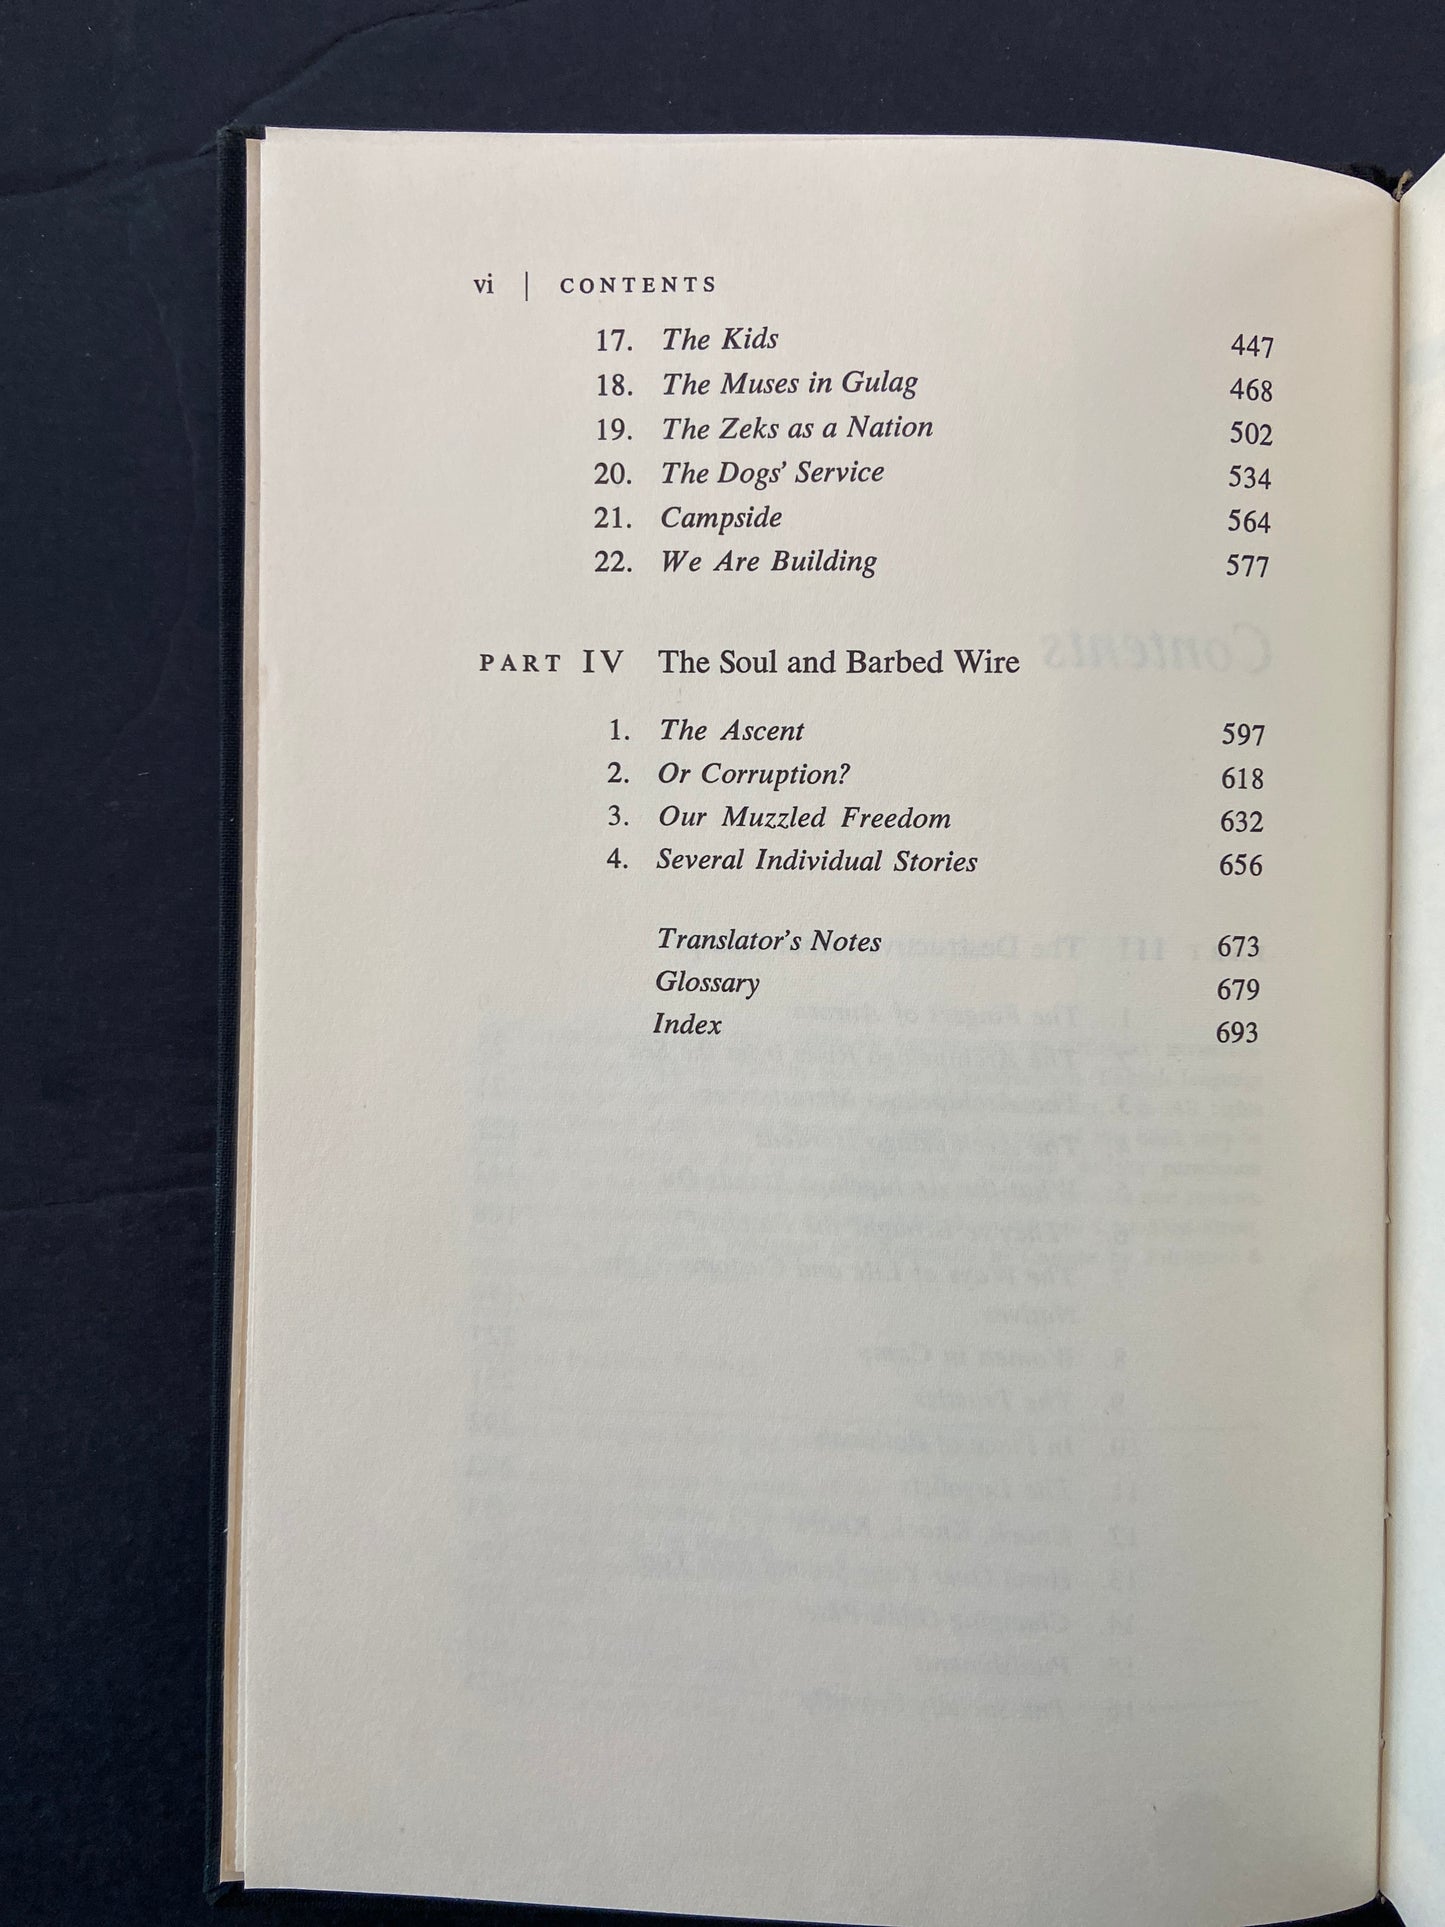 vi | CONTENTS
17. The Kids 447
18. The Muses in Gulag 468
19. The Zeks as a Nation 502
20. The Dogs' Service 534
21. Campside 564
22. We Are Building 577
PART IV The Soul and Barbed Wire
1. The Ascent 597
2. Or Corruption? 618
3. Our Muzzled Freedom 632
4. Several Individual Stories 656
Translator's Notes 673
Glossary 679
Index 693